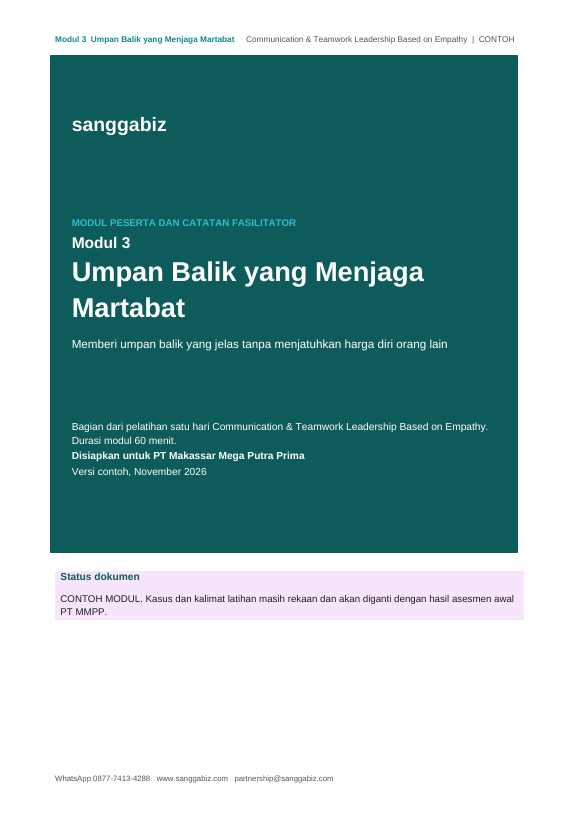 Modul 3  Umpan Balik yang Menjaga Martabat     Communication & Teamwork Leadership Based on Empathy  |  CONTOH
sanggabiz
MODUL PESERTA DAN CATATAN FASILITATOR
Modul 3
Umpan Balik yang Menjaga
Martabat
Memberi umpan balik yang jelas tanpa menjatuhkan harga diri orang lain
Bagian dari pelatihan satu hari Communication & Teamwork Leadership Based on Empathy.
Durasi modul 60 menit.
Disiapkan untuk PT Makassar Mega Putra Prima
Versi contoh, November 2026
Status dokumen
CONTOH MODUL. Kasus dan kalimat latihan masih rekaan dan akan diganti dengan hasil asesmen awal
PT MMPP.
WhatsApp 0877-7413-4288   www.sanggabiz.com   partnership@sanggabiz.com